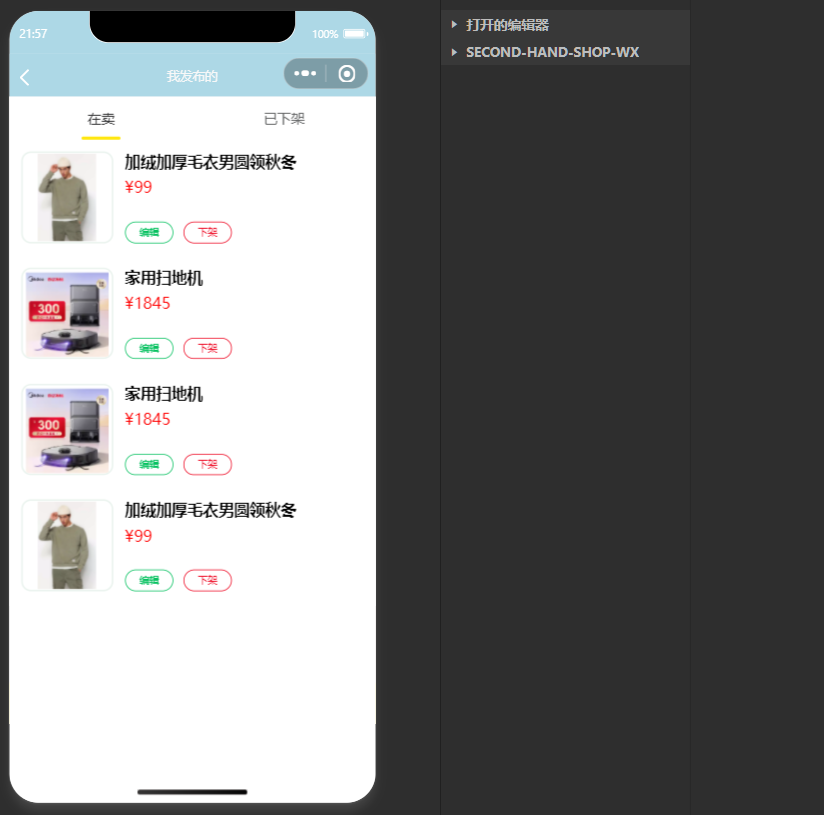 21:57
100%
我发布的
在卖
已下架
加绒加厚毛衣男圆领秋冬
¥99
编辑
下架
300
家用扫地机
¥1845
编辑
下架
300
家用扫地机
¥1845
编辑
下架
加绒加厚毛衣男圆领秋冬
¥99
编辑
下架
打开的编辑器
SECOND-HAND-SHOP-WX